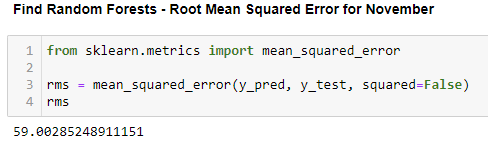 Find Random Forests - Root Mean Squared Error for November
1 from sklearn.metrics import mean_squared_error
2
3 rms = mean_squared_error(y_pred, y_test, squared=False)
4 rms
59.00285248911151